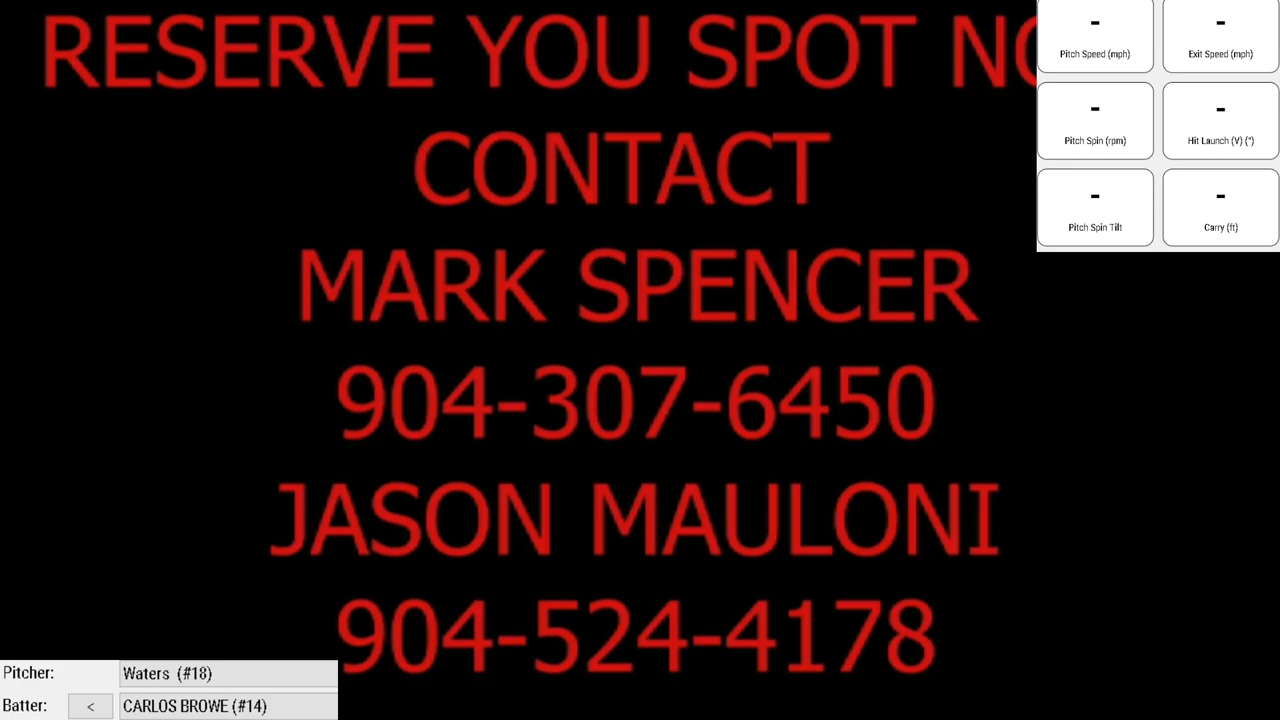 RESERVE YOU SPOT
CONTACT
MARK SPENCER
904-307-6450
JASON MAULONI
904-524-4178
-
Pitch Speed (mph)
-
Exit Speed (mph)
-
Pitch Spin (rpm)
-
Hit Launch (V) (°)
-
Pitch Spin Tilt
-
Carry (ft)
Pitcher: Waters (#18)
Batter: < CARLOS BROWE (#14)